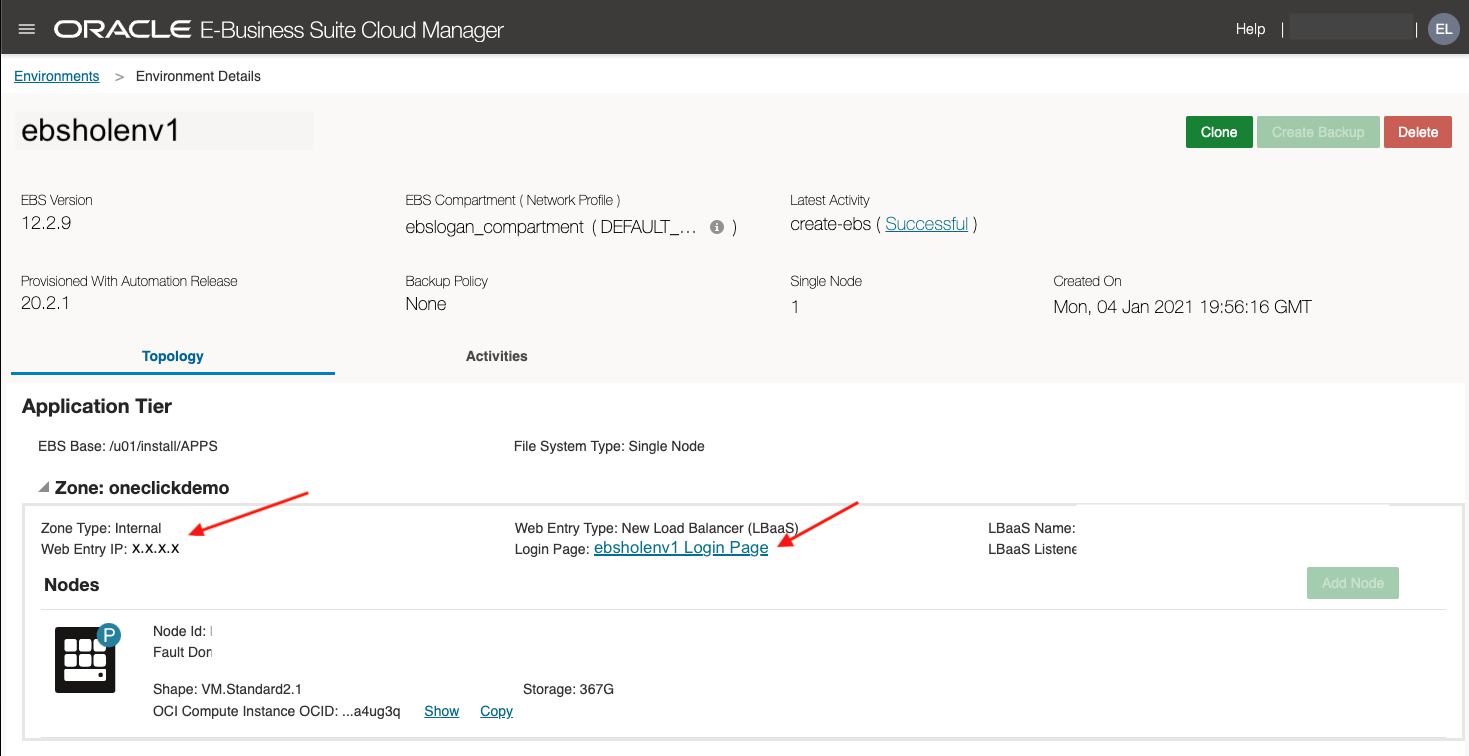 ORACLE E-Business Suite Cloud Manager
Help | | EL
Environments > Environment Details
ebsholenv1
Clone Create Backup Delete
EBS Version EBS Compartment ( Network Profile ) Latest Activity
12.2.9 ebslogan_compartment ( DEFAULT_... i ) create-ebs ( Successful )
Provisioned With Automation Release Backup Policy Single Node Created On
20.2.1 None 1 Mon, 04 Jan 2021 19:56:16 GMT
Topology Activities
Application Tier
EBS Base: /u01/install/APPS File System Type: Single Node
Zone: oneclickdemo
Zone Type: Internal Web Entry Type: New Load Balancer (LBaaS) LBaaS Name:
Web Entry IP: x.x.x.x Login Page: ebsholenv1 Login Page LBaaS Listene
Nodes Add Node
P
Node Id:
Fault Don
Shape: VM.Standard2.1 Storage: 367G
OCI Compute Instance OCID: ...a4ug3q Show Copy